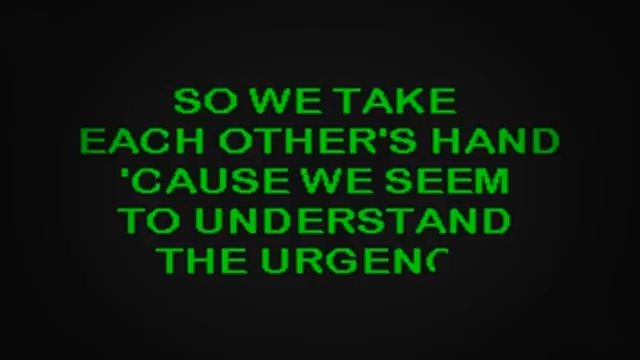 SO WE TAKE
EACH OTHER'S HAND
'CAUSE WE SEEM
TO UNDERSTAND
THE URGENC